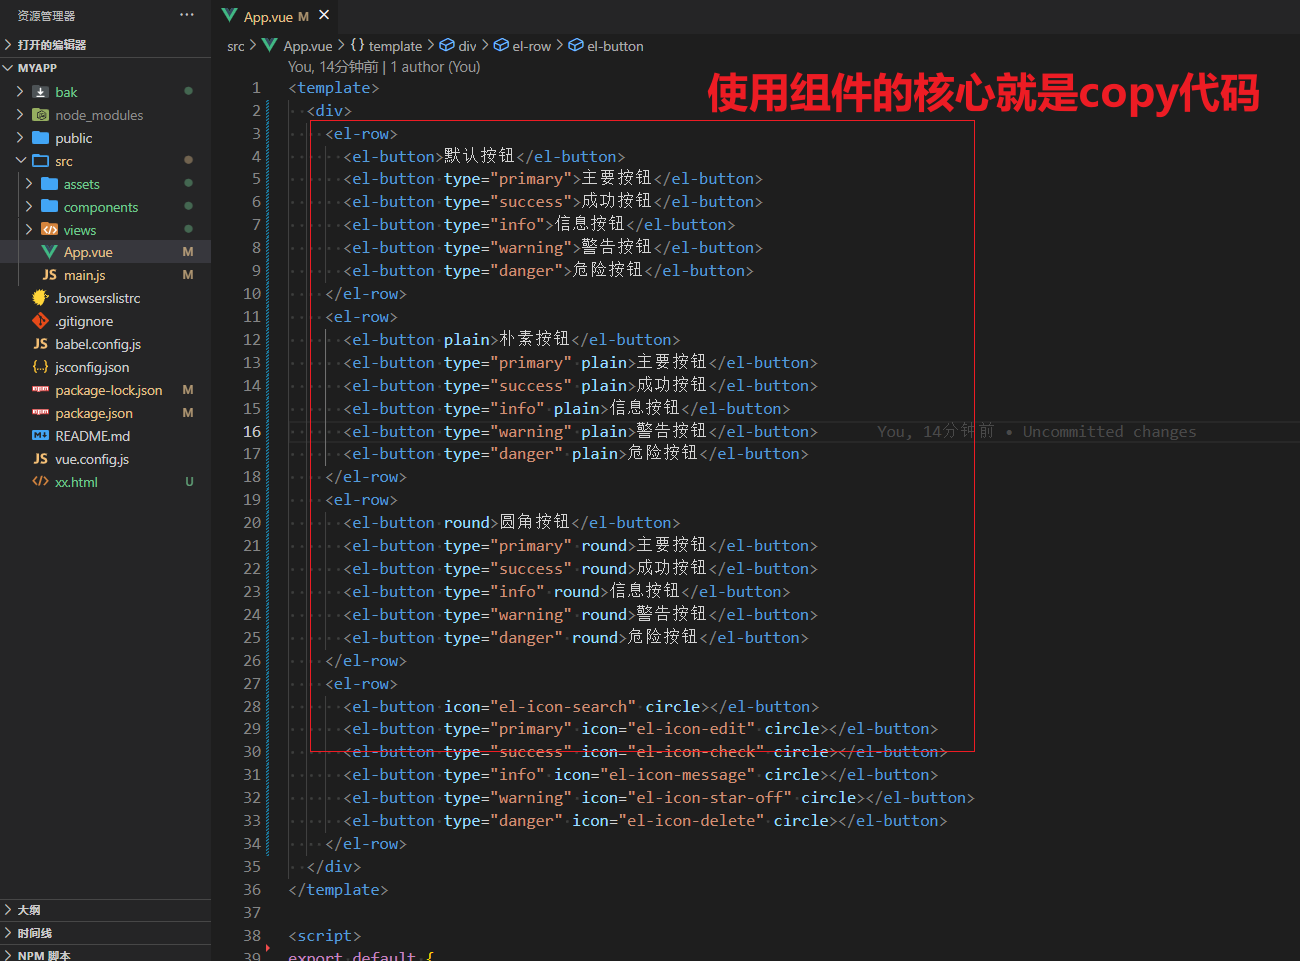 资源管理器 ···
打开的编辑器
MYAPP
bak
node_modules
public
src
assets
components
views
App.vue M
JS main.js M
.browserslistrc
.gitignore
JS babel.config.js
{..} jsconfig.json
npm package-lock.json M
npm package.json M
README.md
JS vue.config.js
</> xx.html U
大纲
时间线
NPM 脚本
App.vue M ×
src > App.vue > {} template > div > el-row > el-button
You, 14分钟前 | 1 author (You)
使用组件的核心就是copy代码
1 <template>
2 <div>
3 <el-row>
4 <el-button>默认按钮</el-button>
5 <el-button type="primary">主要按钮</el-button>
6 <el-button type="success">成功按钮</el-button>
7 <el-button type="info">信息按钮</el-button>
8 <el-button type="warning">警告按钮</el-button>
9 <el-button type="danger">危险按钮</el-button>
10 </el-row>
11 <el-row>
12 <el-button plain>朴素按钮</el-button>
13 <el-button type="primary" plain>主要按钮</el-button>
14 <el-button type="success" plain>成功按钮</el-button>
15 <el-button type="info" plain>信息按钮</el-button>
16 <el-button type="warning" plain>警告按钮</el-button> You, 14分钟前 • Uncommitted changes
17 <el-button type="danger" plain>危险按钮</el-button>
18 </el-row>
19 <el-row>
20 <el-button round>圆角按钮</el-button>
21 <el-button type="primary" round>主要按钮</el-button>
22 <el-button type="success" round>成功按钮</el-button>
23 <el-button type="info" round>信息按钮</el-button>
24 <el-button type="warning" round>警告按钮</el-button>
25 <el-button type="danger" round>危险按钮</el-button>
26 </el-row>
27 <el-row>
28 <el-button icon="el-icon-search" circle></el-button>
29 <el-button type="primary" icon="el-icon-edit" circle></el-button>
30 <el-button type="success" icon="el-icon-check" circle></el-button>
31 <el-button type="info" icon="el-icon-message" circle></el-button>
32 <el-button type="warning" icon="el-icon-star-off" circle></el-button>
33 <el-button type="danger" icon="el-icon-delete" circle></el-button>
34 </el-row>
35 </div>
36 </template>
37
38 <script>
39 export default {